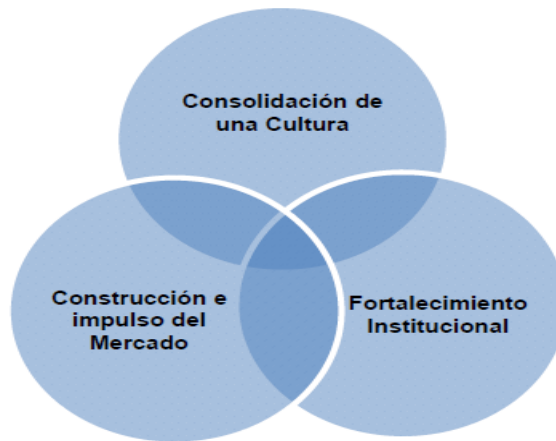 Consolidación de
una Cultura
Construcción e
impulso del
Mercado
Fortalecimiento
Institucional